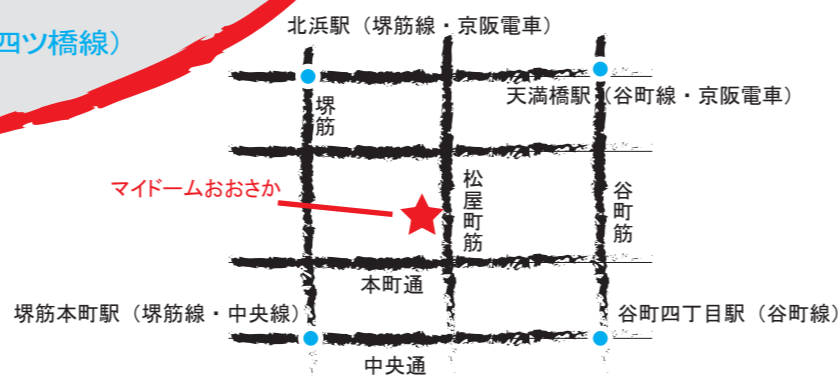 四ツ橋線）
北浜駅（堺筋線・京阪電車）
天満橋駅（谷町線・京阪電車）
堺筋
マイドームおおさか
松屋町筋
谷町筋
本町通
堺筋本町駅（堺筋線・中央線）
谷町四丁目駅（谷町線）
中央通